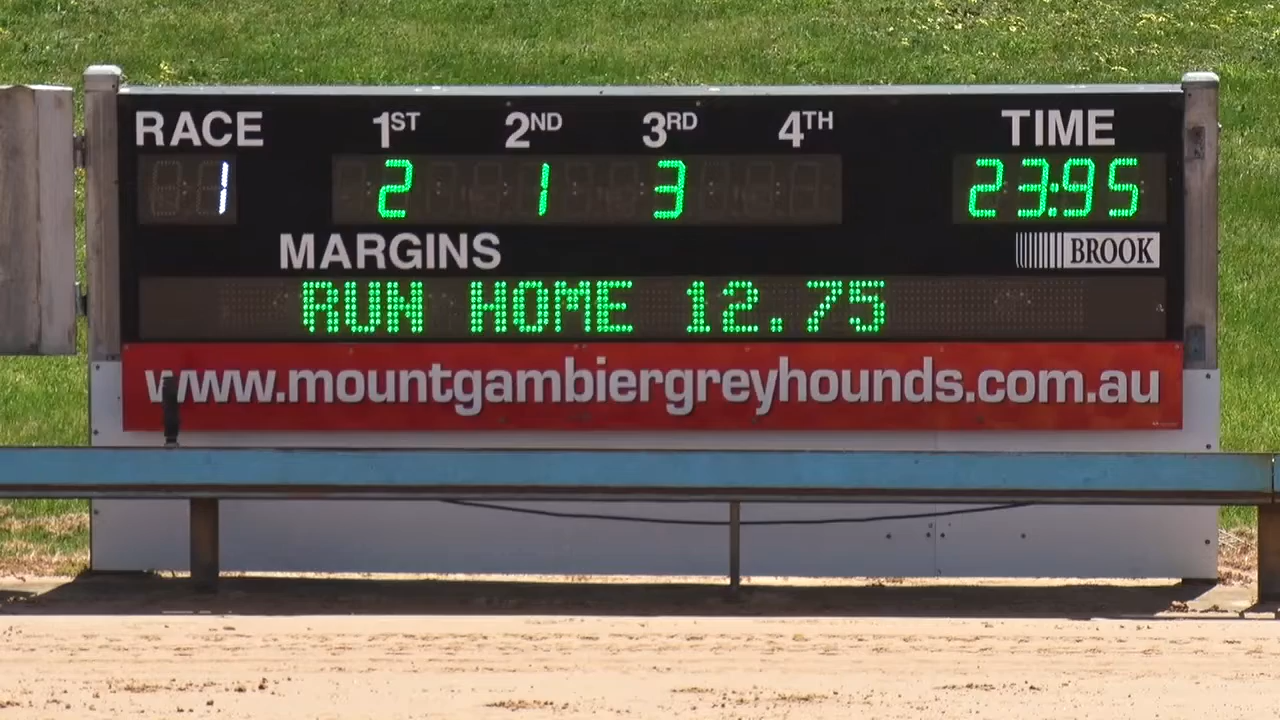 RACE 1ST 2ND 3RD 4TH TIME
1 2 1 3 23:95
MARGINS BROOK
RUN HOME 12.75
www.mountgambiergreyhounds.com.au